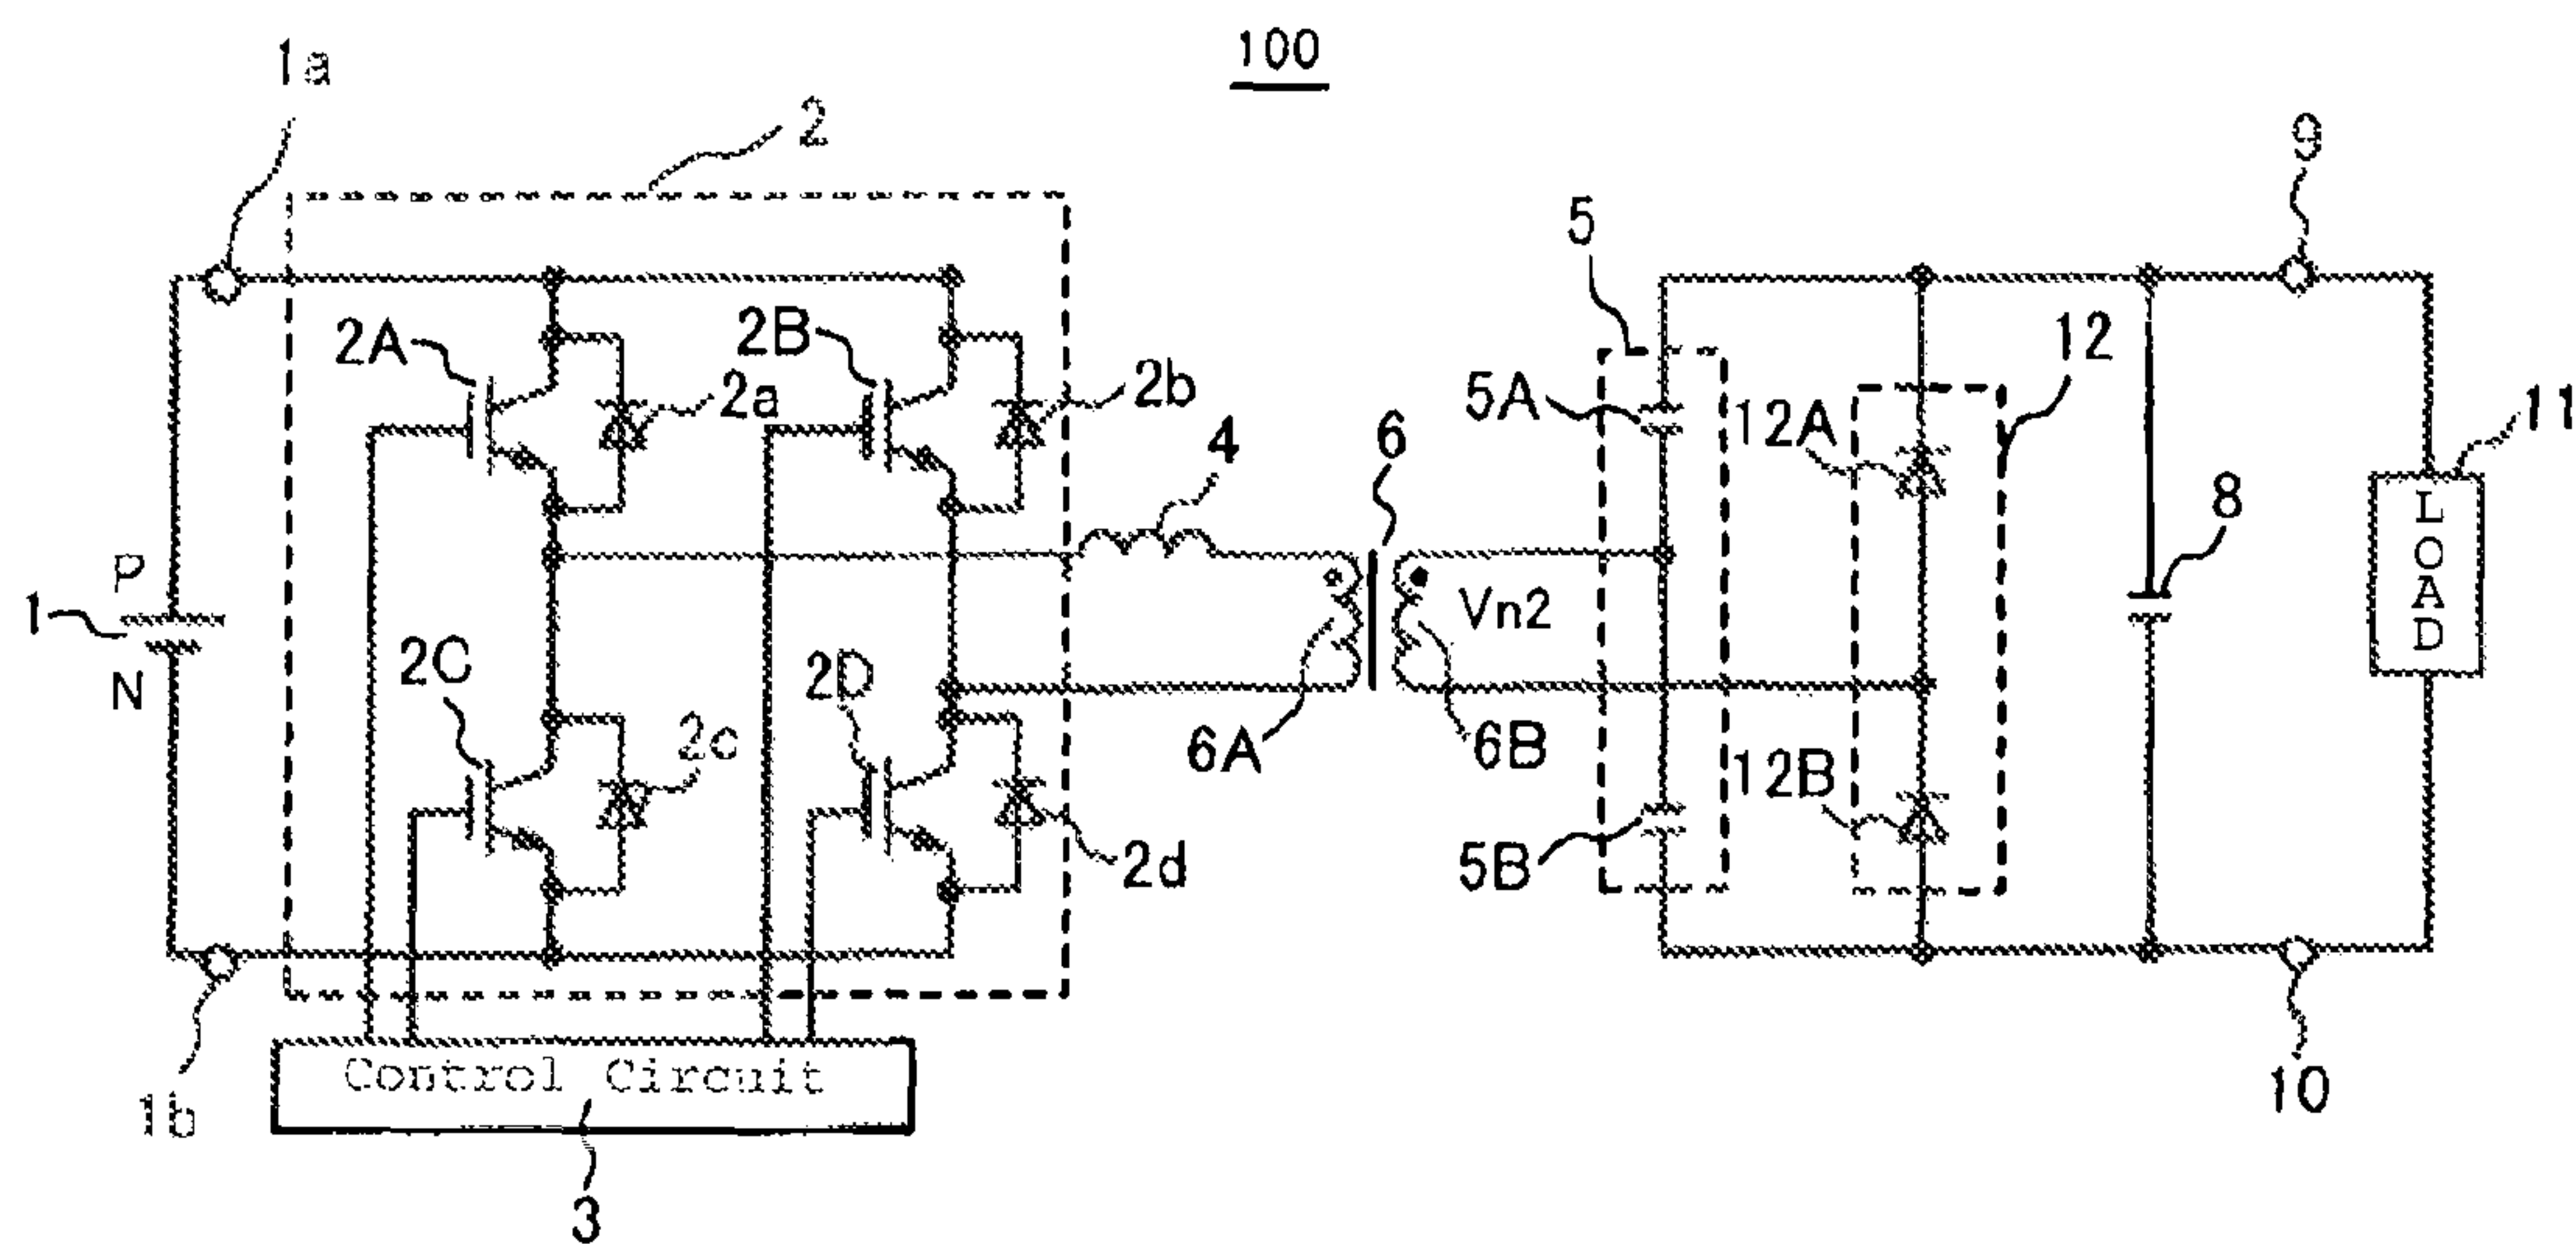 100
1a
2
9
5
2A
2B
2a
2b
12
5A
12A
11
4
6
8
LOAD
P
1
N
Vn2
2C
2D
2c
6A
6B
12B
5B
2d
Control Circuit
1b
10
3